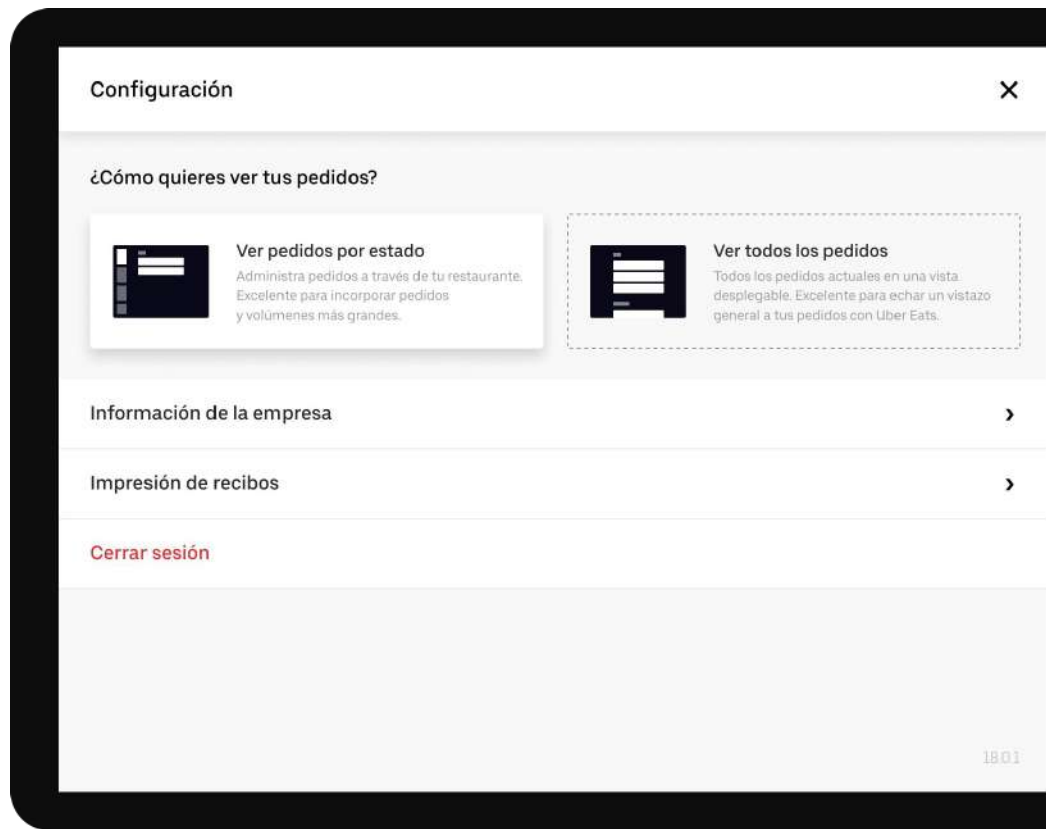 Configuración
¿Cómo quieres ver tus pedidos?
Ver pedidos por estado
Administra pedidos a través de tu restaurante.
Excelente para incorporar pedidos
y volúmenes más grandes.
Ver todos los pedidos
Todos los pedidos actuales en una vista
desplegable. Excelente para echar un vistazo
general a tus pedidos con Uber Eats.
Información de la empresa
Impresión de recibos
Cerrar sesión
18.0.1